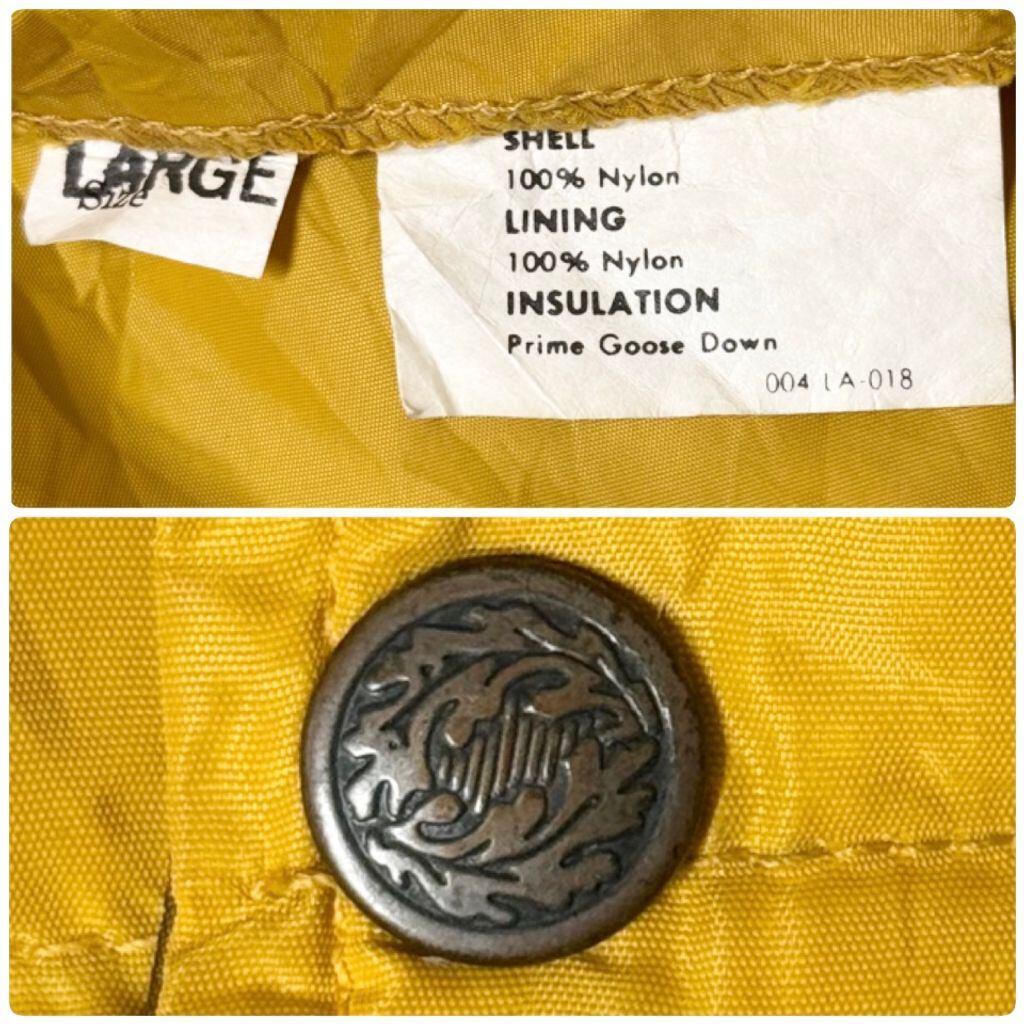 LARGE
Size
SHELL
100% Nylon
LINING
100% Nylon
INSULATION
Prime Goose Down
004 LA-018